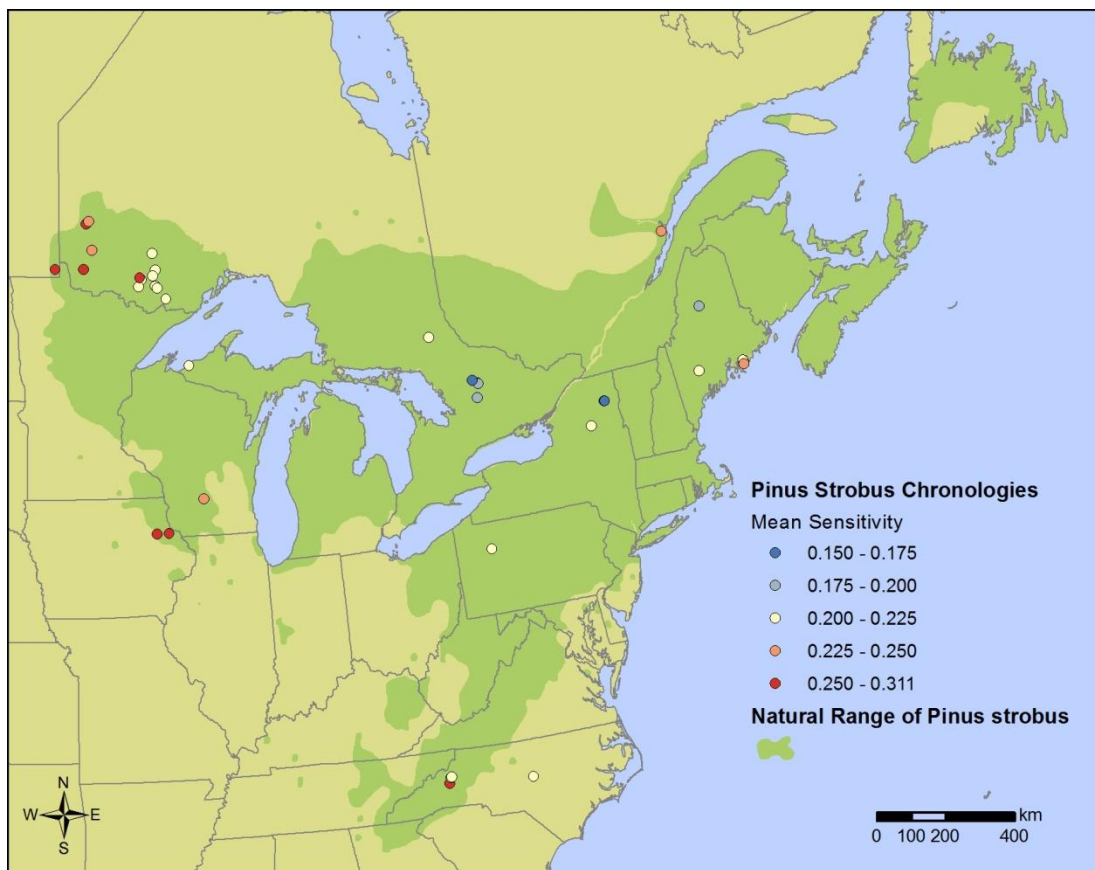 Pinus Strobus Chronologies
Mean Sensitivity
0.150 - 0.175
0.175 - 0.200
0.200 - 0.225
0.225 - 0.250
0.250 - 0.311
Natural Range of Pinus strobus
N
W E
S
km
0 100 200 400